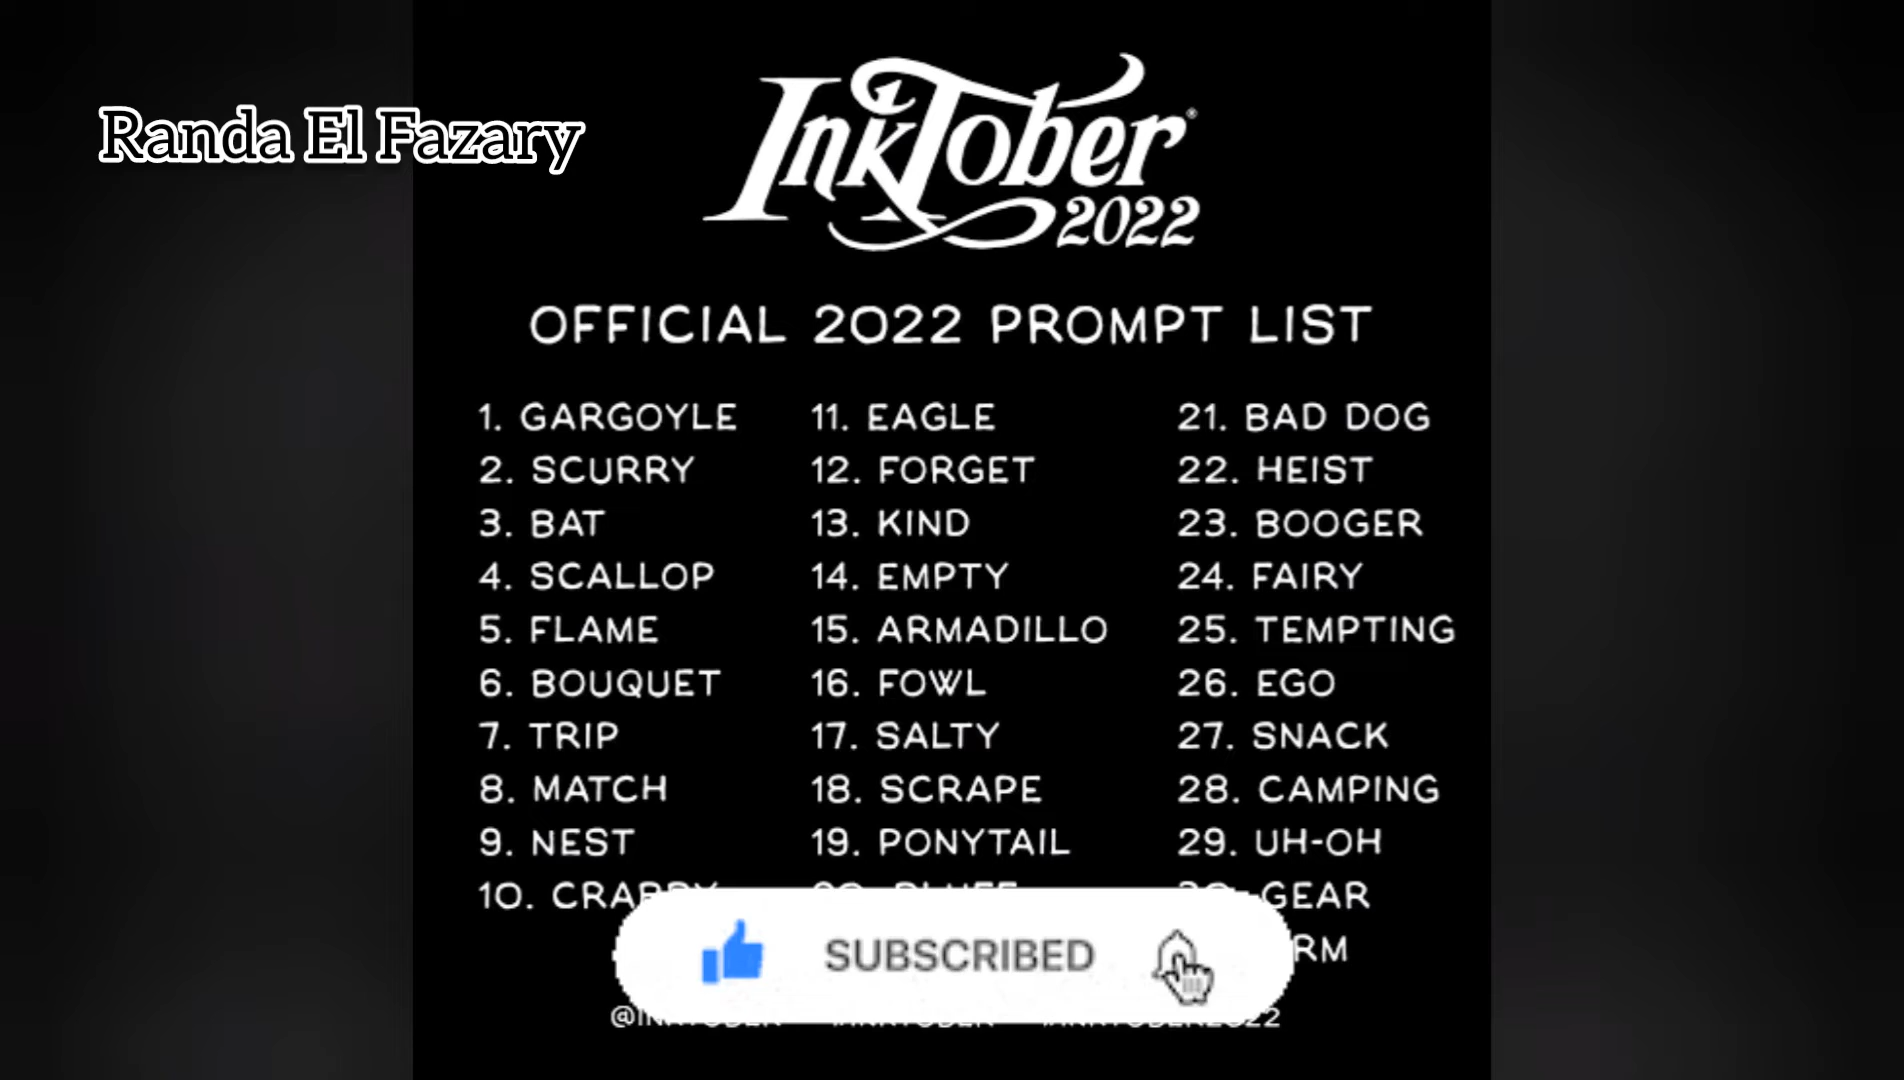 Randa El Fazary
InkTober®
2022
OFFICIAL 2022 PROMPT LIST
1. GARGOYLE
2. SCURRY
3. BAT
4. SCALLOP
5. FLAME
6. BOUQUET
7. TRIP
8. MATCH
9. NEST
10.
11. EAGLE
12. FORGET
13. KIND
14. EMPTY
15. ARMADILLO
16. FOWL
17. SALTY
18. SCRAPE
19. PONYTAIL
21. BAD DOG
22. HEIST
23. BOOGER
24. FAIRY
25. TEMPTING
26. EGO
27. SNACK
28. CAMPING
29. UH-OH
GEAR
SUBSCRIBED